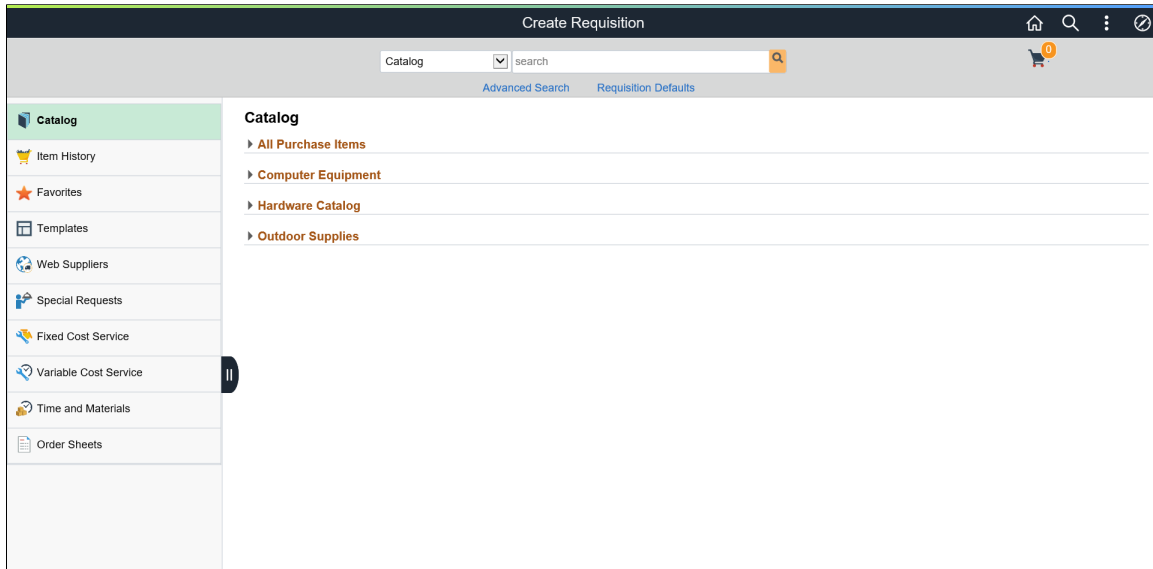 Create Requisition
Catalog
search
0
Advanced Search Requisition Defaults
Catalog
Item History
Favorites
Templates
Web Suppliers
Special Requests
Fixed Cost Service
Variable Cost Service
Time and Materials
Order Sheets
Catalog
All Purchase Items
Computer Equipment
Hardware Catalog
Outdoor Supplies